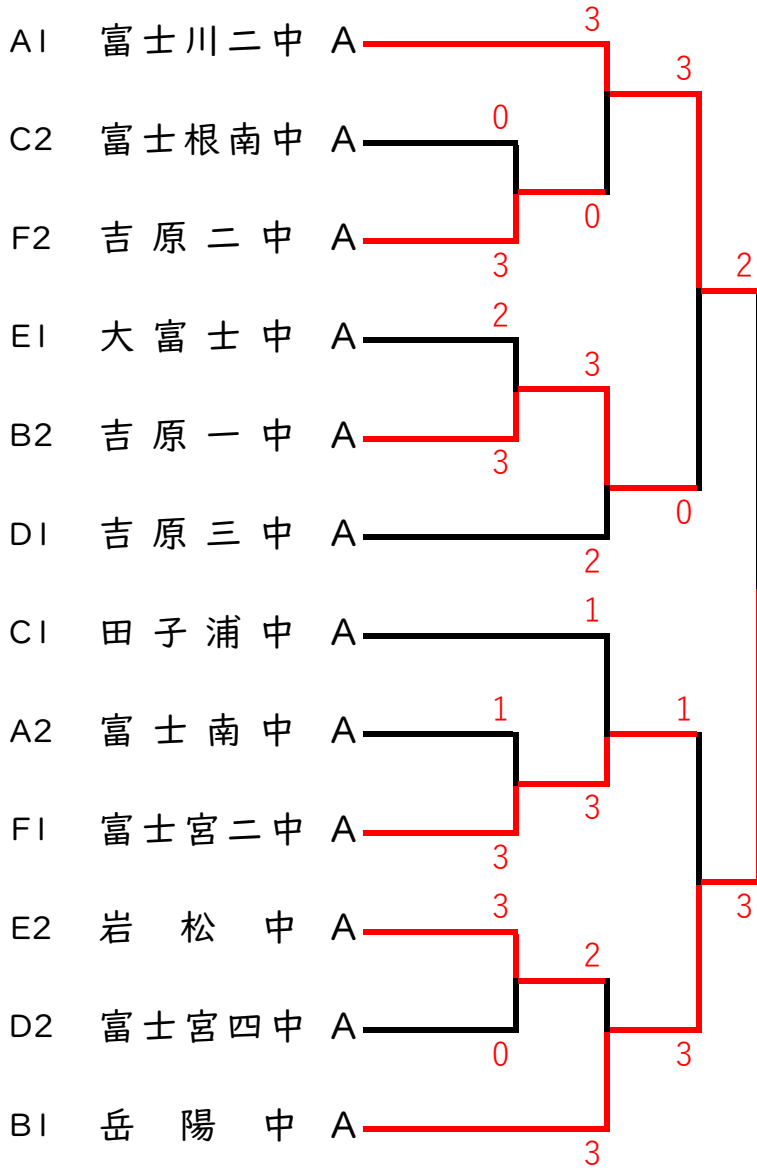 3
A1 富士川二中 A
3
0
C2 富士根南中 A
0
F2 吉原二中 A
3
2
2
E1 大富士中 A
3
B2 吉原一中 A
3
0
D1 吉原三中 A
2
1
C1 田子浦中 A
1
1
A2 富士南中 A
3
F1 富士宮二中 A
3
3
3
E2 岩松中 A
2
D2 富士宮四中 A
0
3
B1 岳陽中 A
3